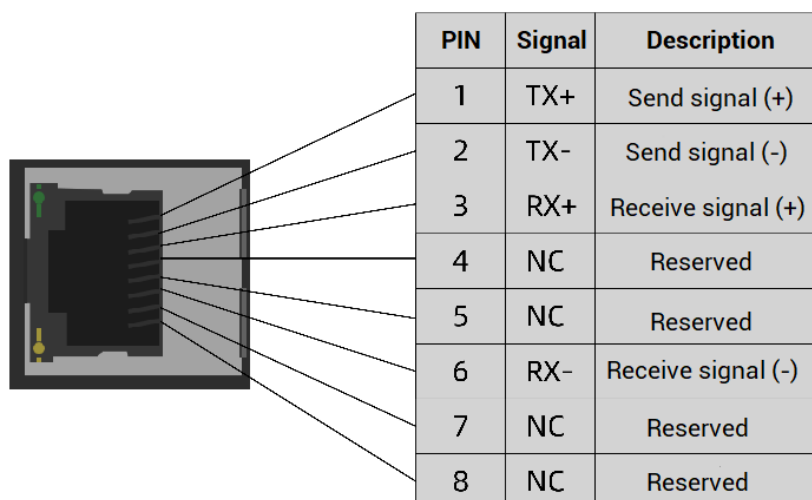 PIN Signal Description
1 TX+ Send signal (+)
2 TX- Send signal (-)
3 RX+ Receive signal (+)
4 NC Reserved
5 NC Reserved
6 RX- Receive signal (-)
7 NC Reserved
8 NC Reserved